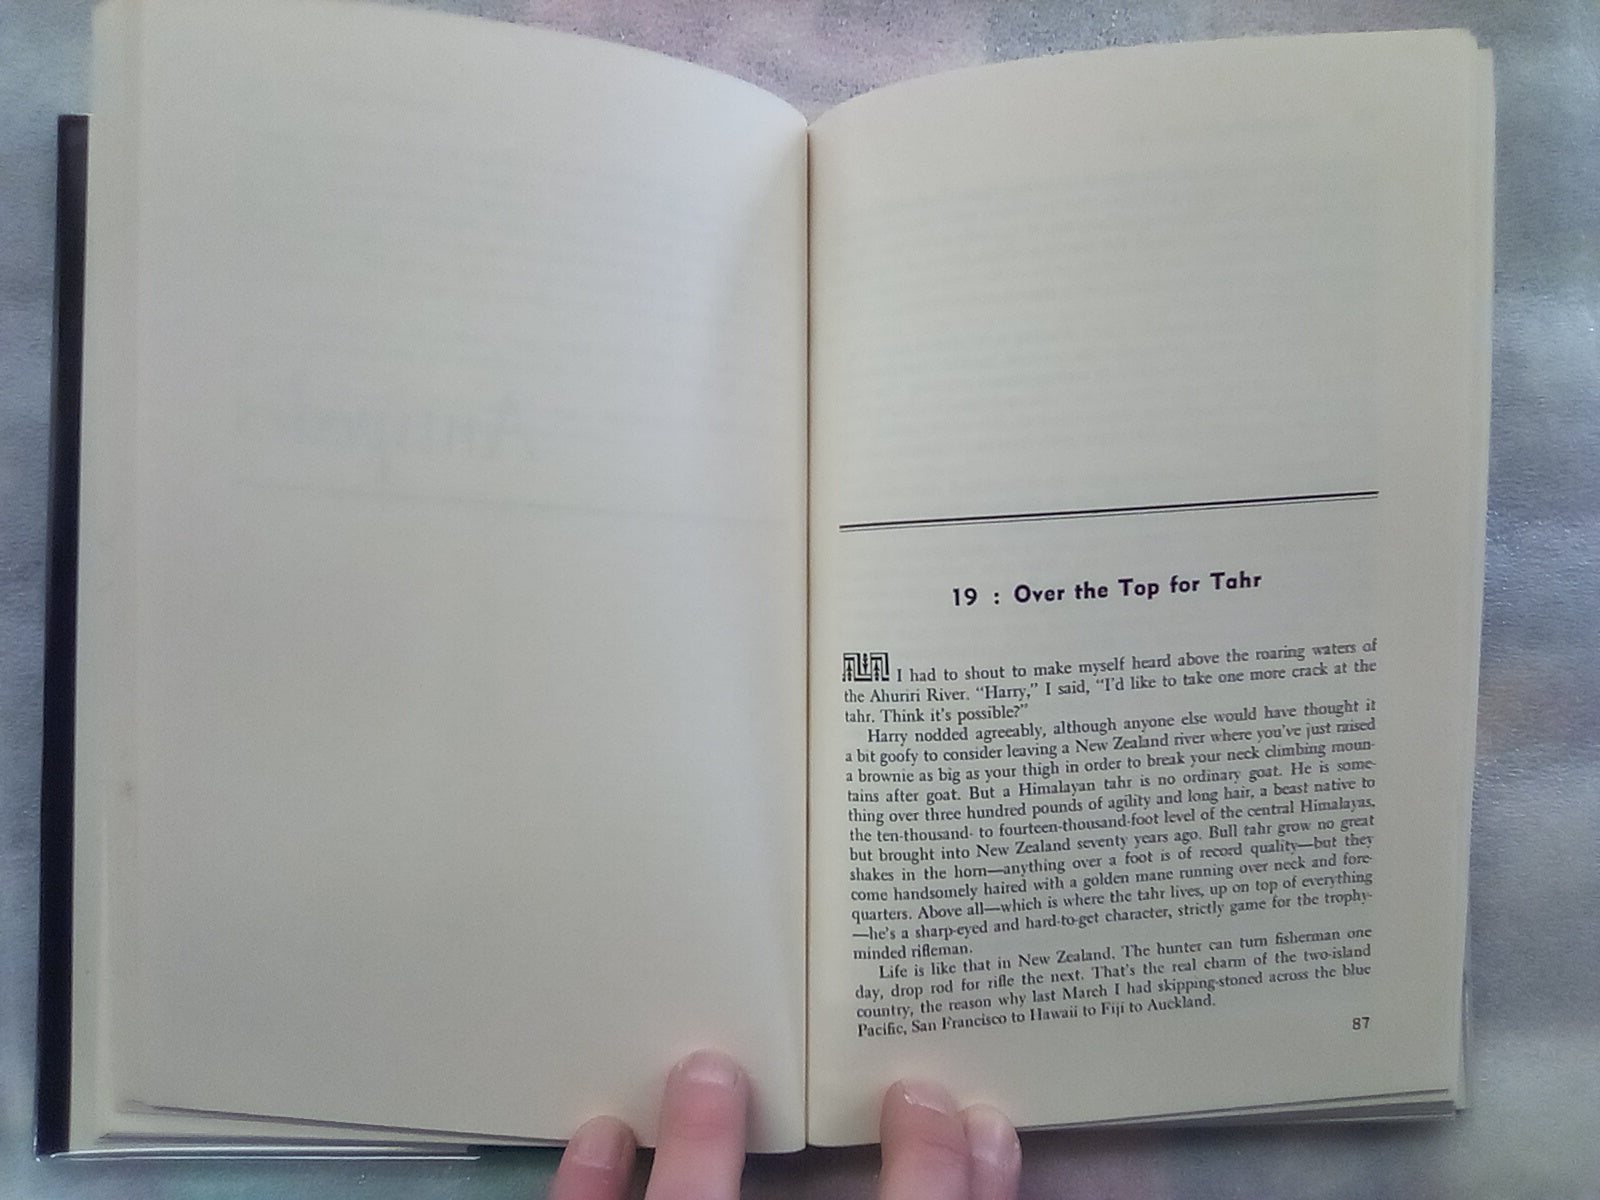 19 : Over the Top for Tahr
I had to shout to make myself heard above the roaring waters of
the Ahuriri River. “Harry,” I said, “I’d like to take one more crack at the
tahr. Think it’s possible?”
Harry nodded agreeably, although anyone else would have thought it
a bit goofy to consider leaving a New Zealand river where you’ve just raised
a brownie as big as your thigh in order to break your neck climbing moun-
tains after goat. But a Himalayan tahr is no ordinary goat. He is some-
thing over three hundred pounds of agility and long hair, a beast native to
the ten-thousand- to fourteen-thousand-foot level of the central Himalayas,
but brought into New Zealand seventy years ago. Bull tahr grow no great
shakes in the horn—anything over a foot is of record quality—but they
come handsomely haired with a golden mane running over neck and fore-
quarters. Above all—which is where the tahr lives, up on top of everything
—he’s a sharp-eyed and hard-to-get character, strictly game for the trophy-
minded rifleman.
Life is like that in New Zealand. The hunter can turn fisherman one
day, drop rod for rifle the next. That’s the real charm of the two-island
country, the reason why last March I had skipping-stoned across the blue
Pacific, San Francisco to Hawaii to Fiji to Auckland.
87